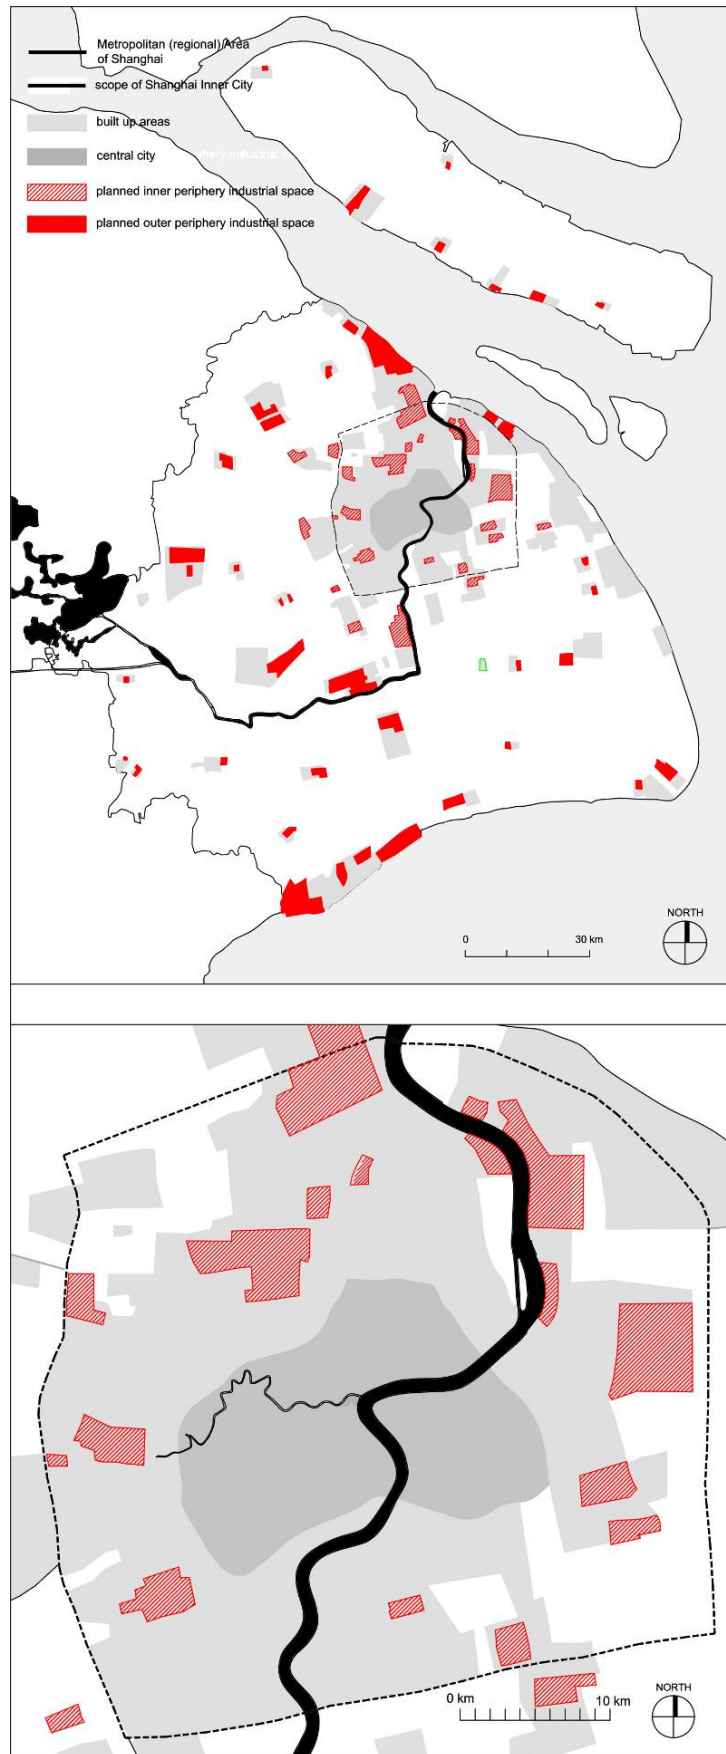 Metropolitan (regional) Area
of Shanghai
scope of Shanghai Inner City
built up areas
central city
planned inner periphery industrial space
planned outer periphery industrial space
NORTH
0 30 km
NORTH
0 km 10 km